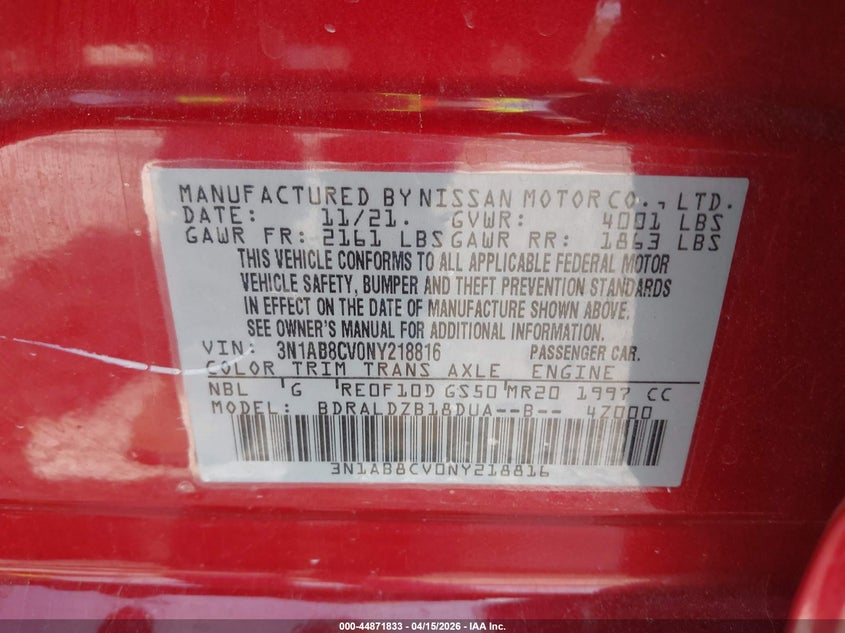 MANUFACTURED BY NISSAN MOTOR CO., LTD.
DATE: 11/21. GVWR: 4001 LBS
GAWR FR: 2161 LBS GAWR RR: 1863 LBS
THIS VEHICLE CONFORMS TO ALL APPLICABLE FEDERAL MOTOR
VEHICLE SAFETY, BUMPER AND THEFT PREVENTION STANDARDS
IN EFFECT ON THE DATE OF MANUFACTURE SHOWN ABOVE.
SEE OWNER'S MANUAL FOR ADDITIONAL INFORMATION.
VIN: 3N1AB8CV0NY218816 PASSENGER CAR.
COLOR TRIM TRANS AXLE ENGINE
NBL G RE0F10D GS50 MR20 1997 CC
MODEL: BDRALDZB18DUA--B-- 4Z000
3N1AB8CV0NY218816
000-44871833 - 04/15/2026 - IAA Inc.